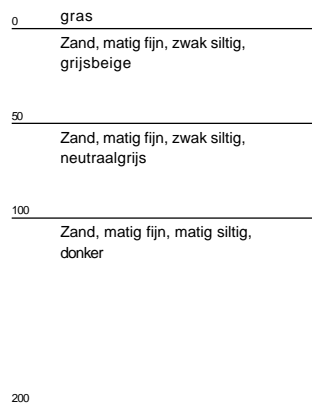 0 gras
Zand, matig fijn, zwak siltig,
grijsbeige
50
Zand, matig fijn, zwak siltig,
neutraalgrijs
100
Zand, matig fijn, matig siltig,
donker
200